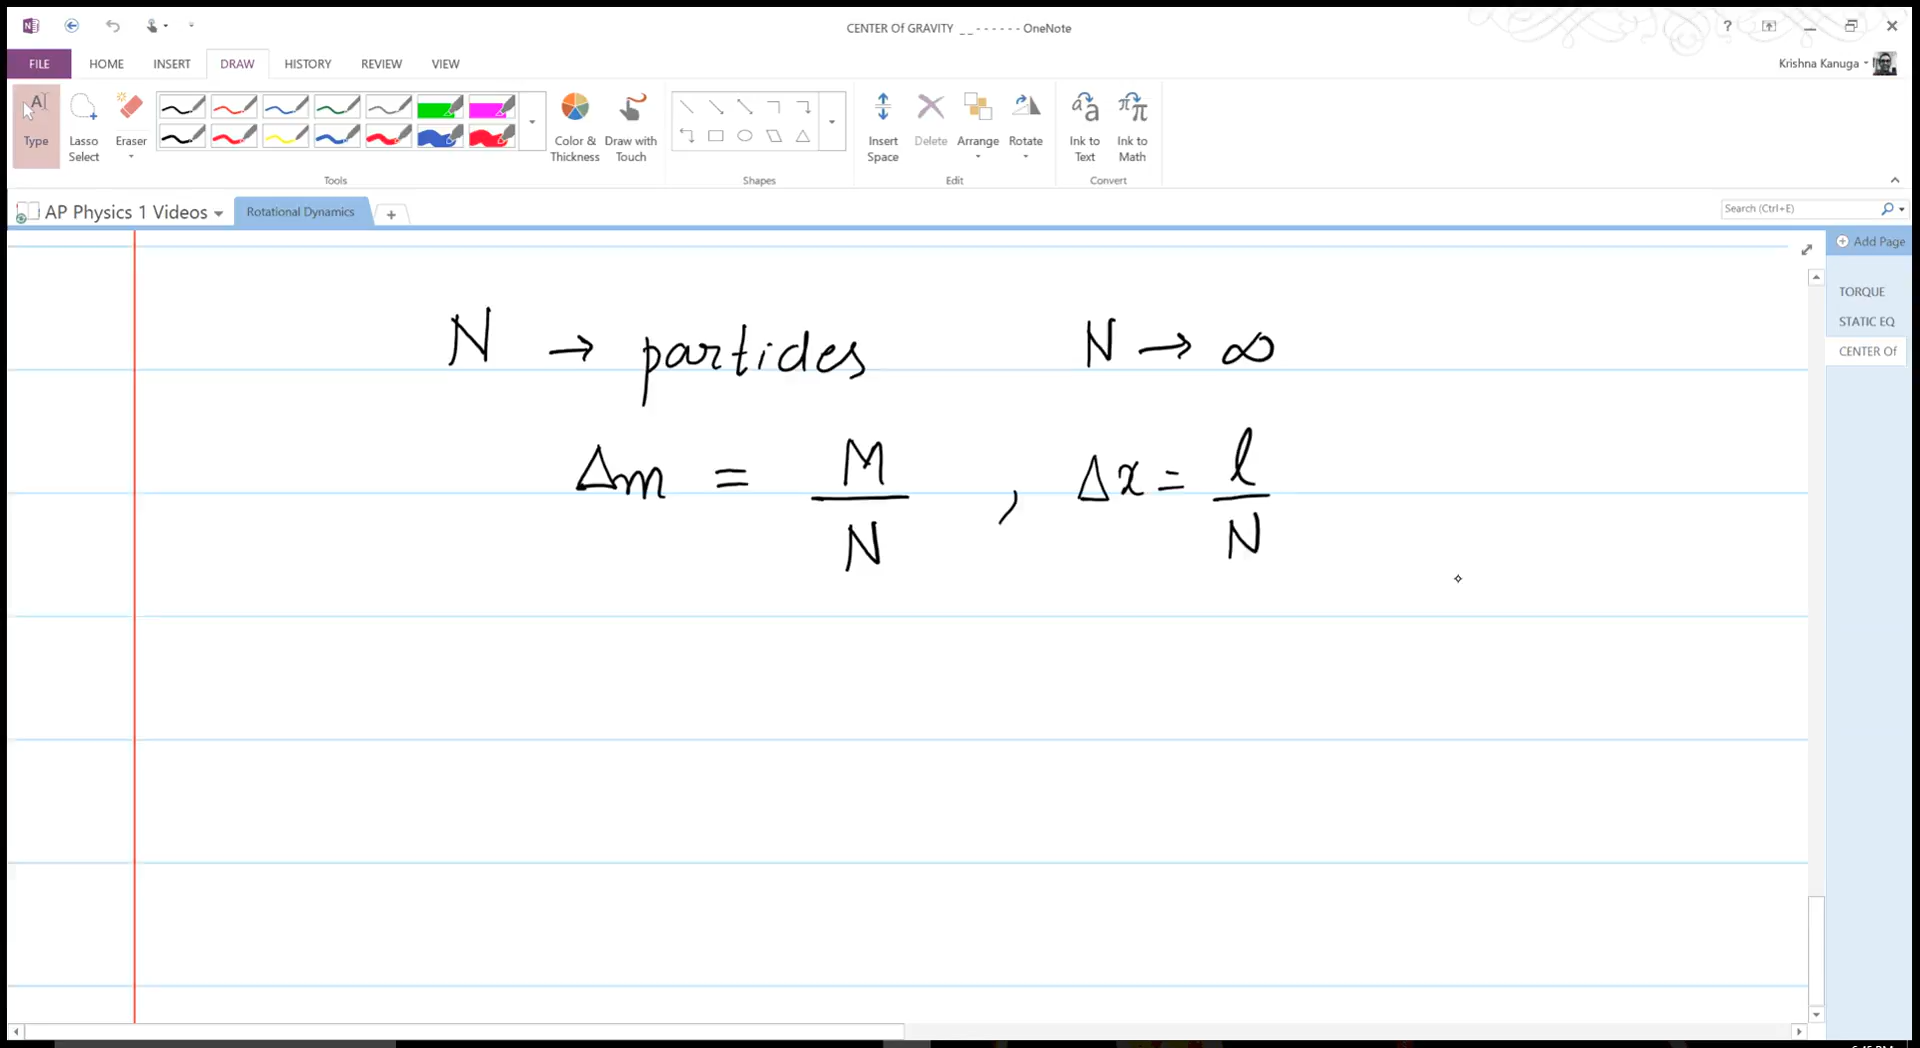 CENTER Of GRAVITY _ _ - - - - - - OneNote
?
FILE HOME INSERT DRAW HISTORY REVIEW VIEW
Krishna Kanuga
Type
Lasso Select
Eraser
Color & Thickness
Draw with Touch
Insert Space
Delete
Arrange
Rotate
Ink to Text
Ink to Math
Tools
Shapes
Edit
Convert
AP Physics 1 Videos
Rotational Dynamics
+
Search (Ctrl+E)
Add Page
TORQUE
STATIC EQ
CENTER Of
N → particles N → ∞
Δm = M/N , Δx = l/N